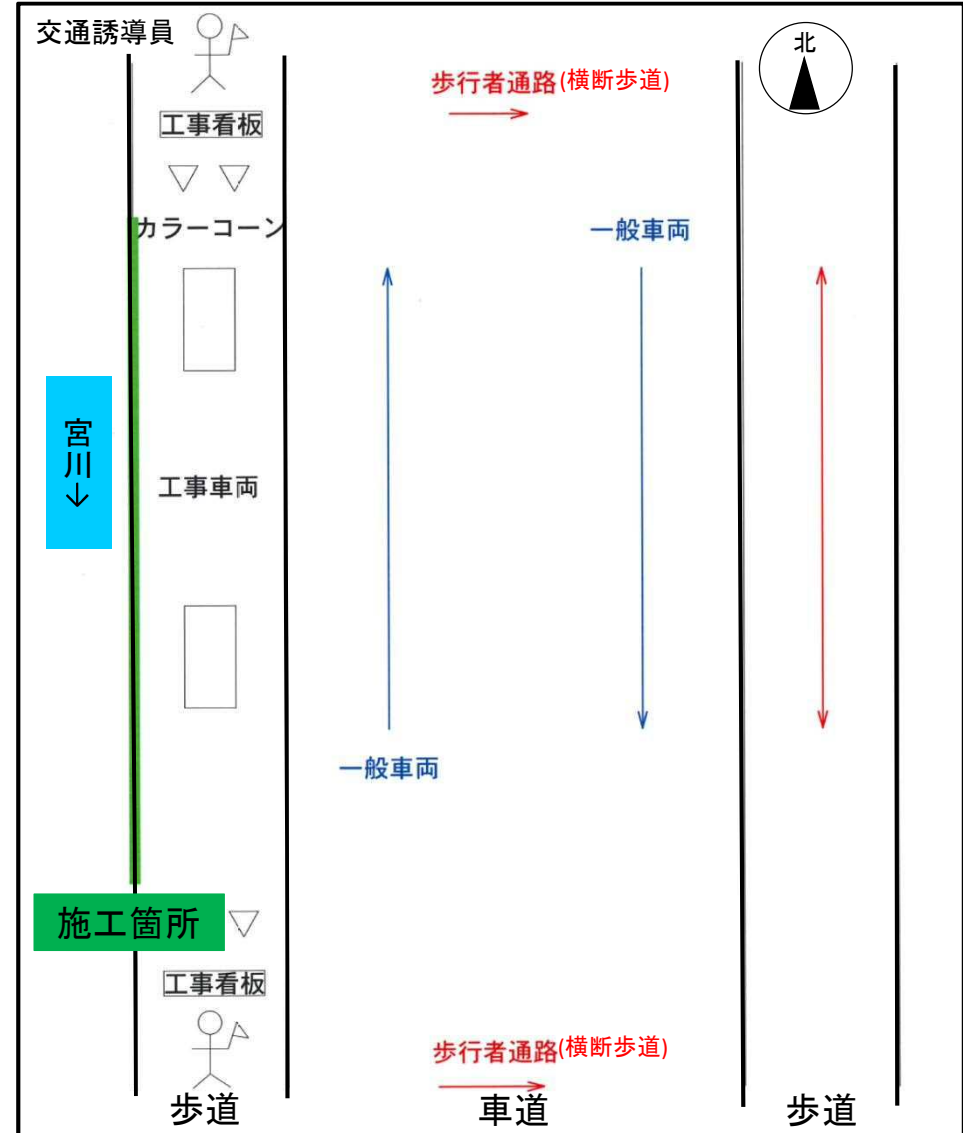 交通誘導員
北
歩行者通路(横断歩道)
工事看板
カラーコーン
一般車両
宮川↓
工事車両
一般車両
施工箇所
工事看板
歩行者通路(横断歩道)
歩道
車道
歩道